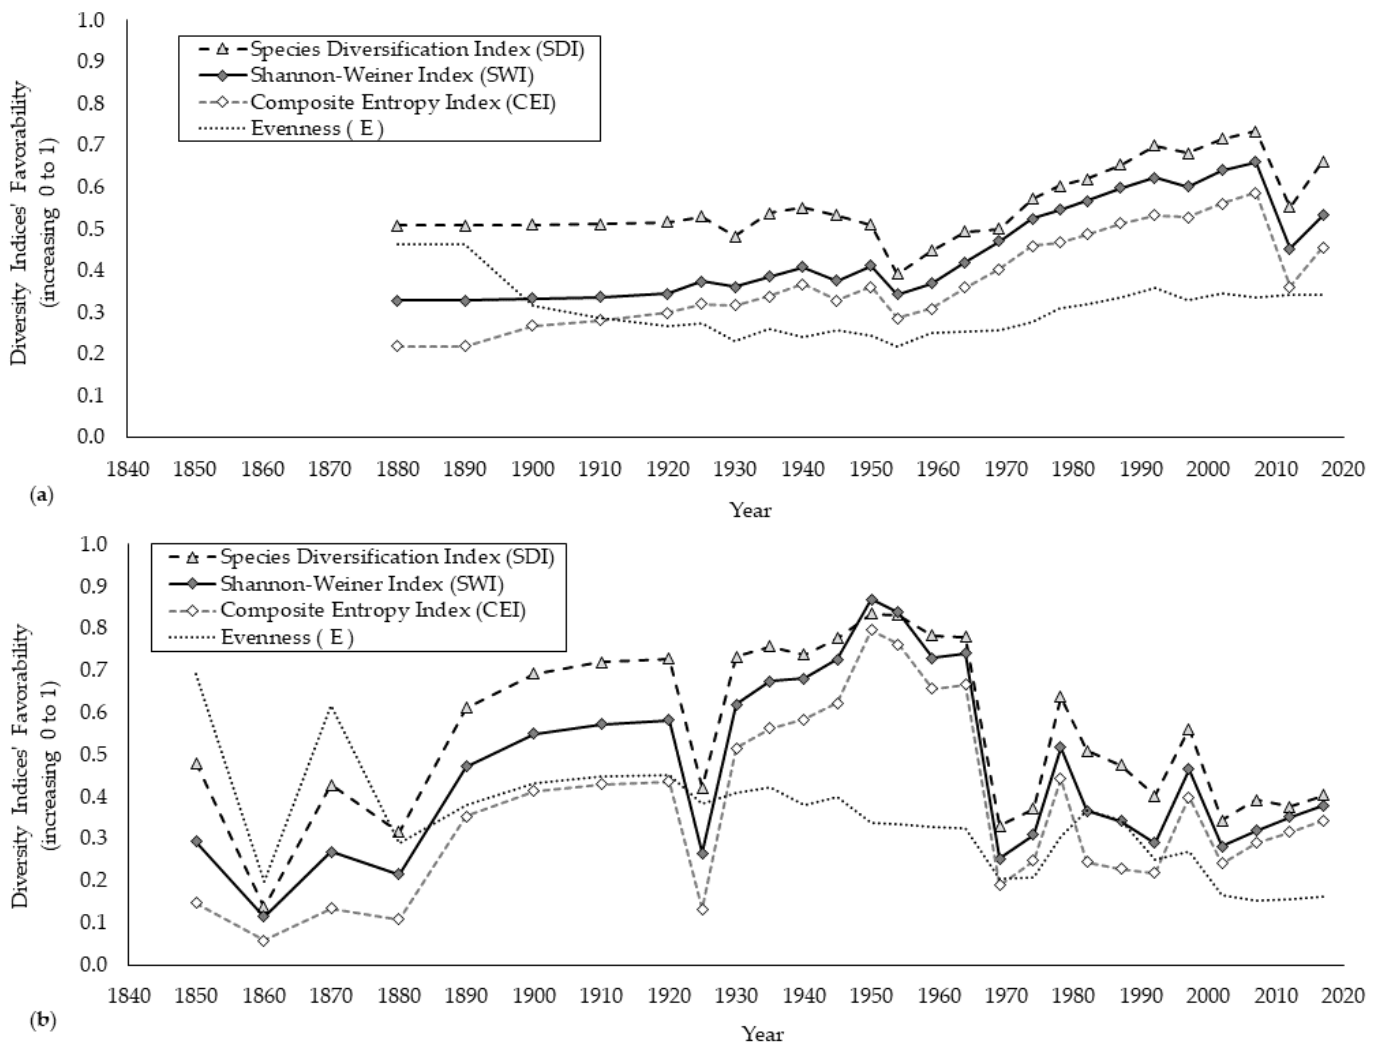 1.0
0.9
0.8
0.7
0.6
0.5
0.4
0.3
0.2
0.1
0.0
Diversity Indices' Favorability
(increasing 0 to 1)
Species Diversification Index (SDI)
Shannon-Weiner Index (SWI)
Composite Entropy Index (CEI)
Evenness ( E )
1840 1850 1860 1870 1880 1890 1900 1910 1920 1930 1940 1950 1960 1970 1980 1990 2000 2010 2020
(a)
Year
1.0
0.9
0.8
0.7
0.6
0.5
0.4
0.3
0.2
0.1
0.0
Diversity Indices' Favorability
(increasing 0 to 1)
Species Diversification Index (SDI)
Shannon-Weiner Index (SWI)
Composite Entropy Index (CEI)
Evenness ( E )
1840 1850 1860 1870 1880 1890 1900 1910 1920 1930 1940 1950 1960 1970 1980 1990 2000 2010 2020
(b)
Year